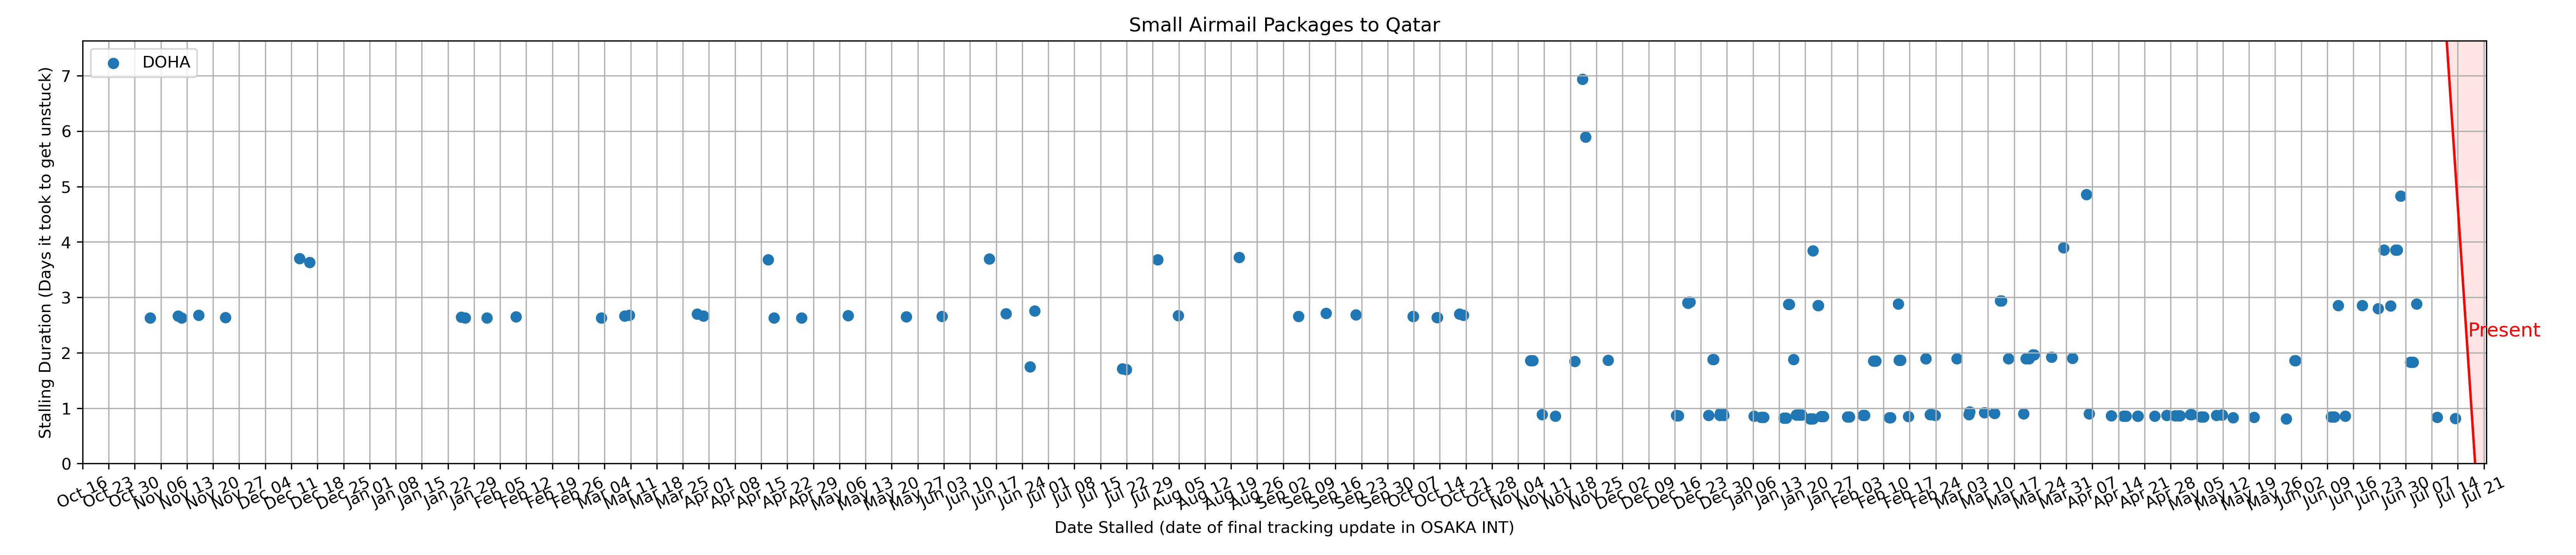 Small Airmail Packages to Qatar
DOHA
Stalling Duration (Days it took to get unstuck)
7
6
5
4
3
2
1
0
Present
Oct 16 Oct 23 Oct 30 Nov 06 Nov 13 Nov 20 Nov 27 Dec 04 Dec 11 Dec 18 Dec 25 Jan 01 Jan 08 Jan 15 Jan 22 Jan 29 Feb 05 Feb 12 Feb 19 Feb 26 Mar 04 Mar 11 Mar 18 Mar 25 Apr 01 Apr 08 Apr 15 Apr 22 Apr 29 May 06 May 13 May 20 May 27 Jun 03 Jun 10 Jun 17 Jun 24 Jul 01 Jul 08 Jul 15 Jul 22 Jul 29 Aug 05 Aug 12 Aug 19 Aug 26 Sep 02 Sep 09 Sep 16 Sep 23 Sep 30 Oct 07 Oct 14 Oct 21 Oct 28 Nov 04 Nov 11 Nov 18 Nov 25 Dec 02 Dec 09 Dec 16 Dec 23 Dec 30 Jan 06 Jan 13 Jan 20 Jan 27 Feb 03 Feb 10 Feb 17 Feb 24 Mar 03 Mar 10 Mar 17 Mar 24 Mar 31 Apr 07 Apr 14 Apr 21 Apr 28 May 05 May 12 May 19 May 26 Jun 02 Jun 09 Jun 16 Jun 23 Jun 30 Jul 07 Jul 14 Jul 21
Date Stalled (date of final tracking update in OSAKA INT)